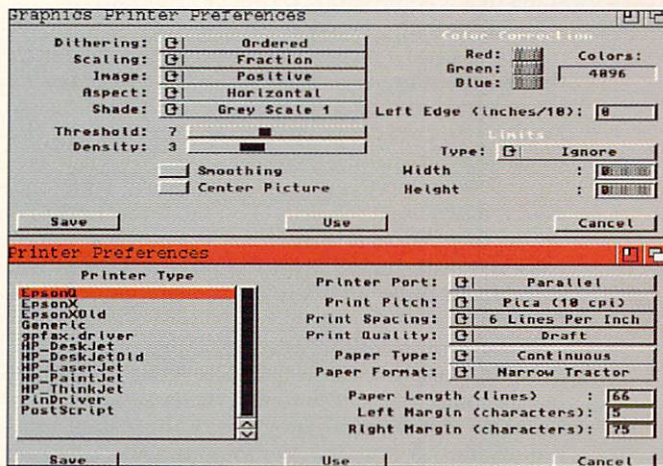 Graphics Printer Preferences
Dithering: Ordered
Scaling: Fraction
Image: Positive
Aspect: Horizontal
Shade: Grey Scale 1
Threshold: 7
Density: 3
Smoothing
Center Picture
Color Correction
Red:
Green:
Blue:
Colors:
4096
Left Edge (inches/10): 0
Limits
Type: Ignore
Width : 0
Height : 0
Save Use Cancel
Printer Preferences
Printer Type
EpsonQ
EpsonX
EpsonXOld
Generic
gpfax.driver
HP_DeskJet
HP_DeskJetOld
HP_LaserJet
HP_PaintJet
HP_ThinkJet
PinDriver
PostScript
Printer Port: Parallel
Print Pitch: Pica (10 cpi)
Print Spacing: 6 Lines Per Inch
Print Quality: Draft
Paper Type: Continuous
Paper Format: Narrow Tractor
Paper Length (lines) : 66
Left Margin (characters): 5
Right Margin (characters): 75
Save Use Cancel